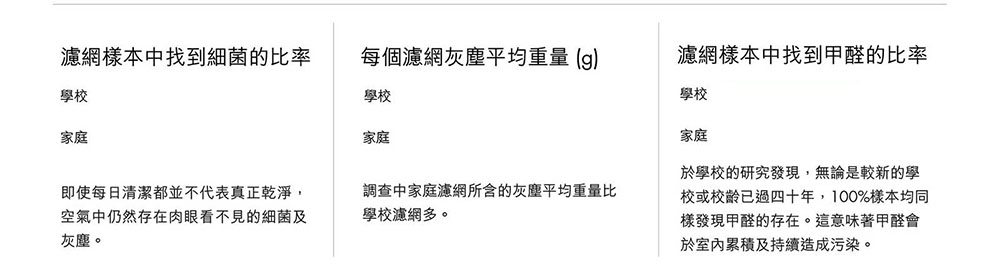 濾網樣本中找到細菌的比率
學校
家庭
即使每日清潔都並不代表真正乾淨，
空氣中仍然存在肉眼看不見的細菌及
灰塵。
每個濾網灰塵平均重量 (g)
學校
家庭
調查中家庭濾網所含的灰塵平均重量比
學校濾網多。
濾網樣本中找到甲醛的比率
學校
家庭
於學校的研究發現，無論是較新的學
校或校齡已過四十年，100%樣本均同
樣發現甲醛的存在。這意味著甲醛會
於室內累積及持續造成污染。